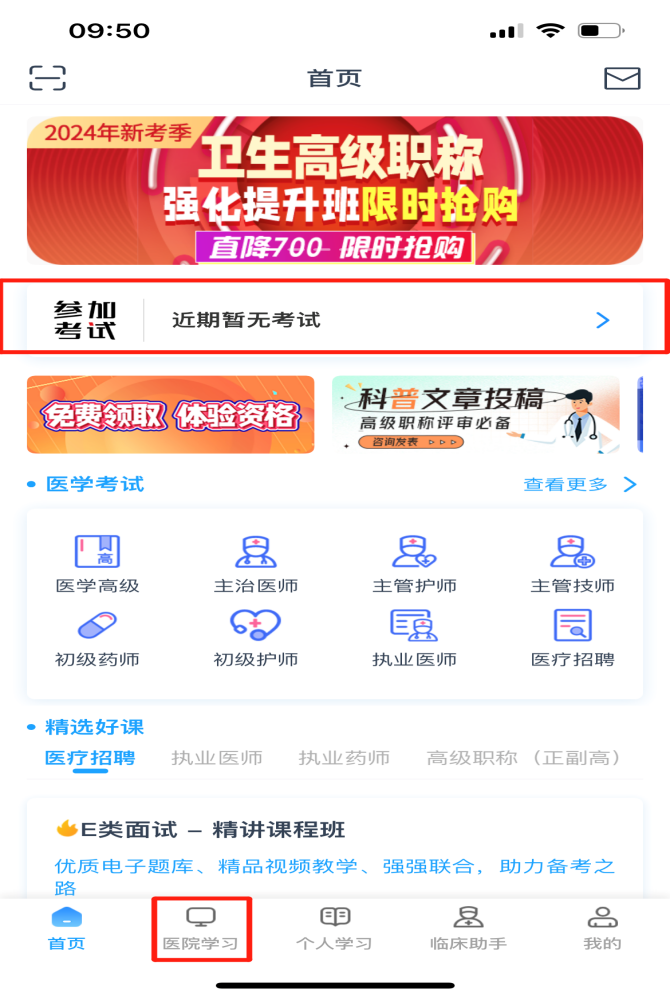 09:50
首页
2024年新考季
卫生高级职称
强化提升班限时抢购
直降700 限时抢购
参加
考试
近期暂无考试
免费领取 体验资格
科普文章投稿
高级职称评审必备
咨询发表
医学考试
查看更多
高
医学高级
主治医师
主管护师
主管技师
初级药师
初级护师
执业医师
医疗招聘
精选好课
医疗招聘 执业医师 执业药师 高级职称（正副高）
E类面试 – 精讲课程班
优质电子题库、精品视频教学、强强联合，助力备考之
路
首页
医院学习
个人学习
临床助手
我的